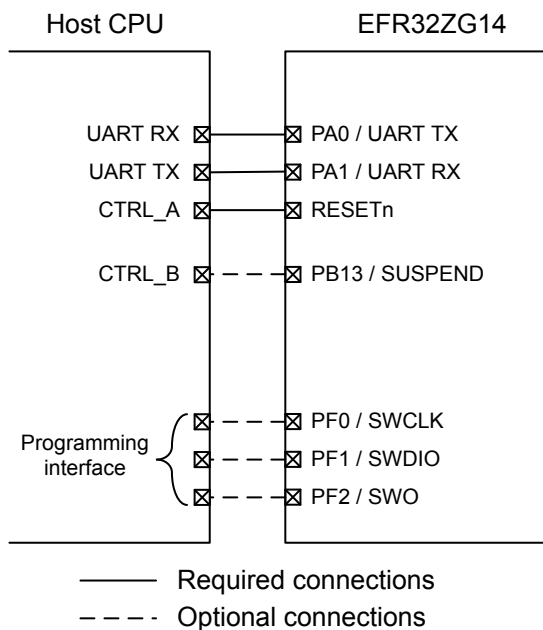 Host CPU EFR32ZG14
UART RX PA0 / UART TX
UART TX PA1 / UART RX
CTRL_A RESETn
CTRL_B PB13 / SUSPEND
PF0 / SWCLK
Programming
interface
PF1 / SWDIO
PF2 / SWO
Required connections
Optional connections